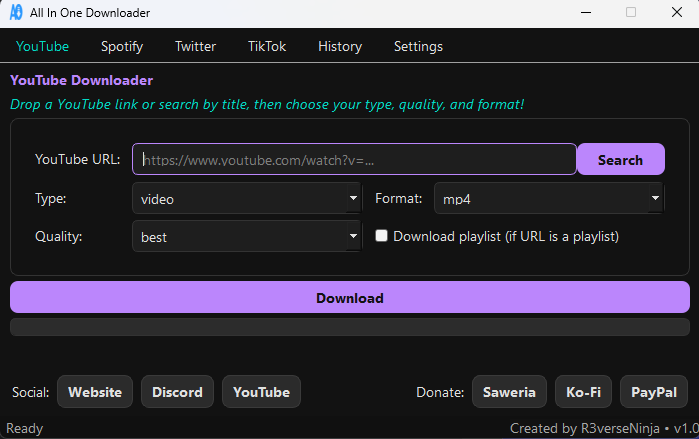 All In One Downloader
YouTube Spotify Twitter TikTok History Settings
YouTube Downloader
Drop a YouTube link or search by title, then choose your type, quality, and format!
YouTube URL: https://www.youtube.com/watch?v=... Search
Type: video Format: mp4
Quality: best Download playlist (if URL is a playlist)
Download
Social: Website Discord YouTube Donate: Saweria Ko-Fi PayPal
Ready Created by R3verseNinja • v1.0